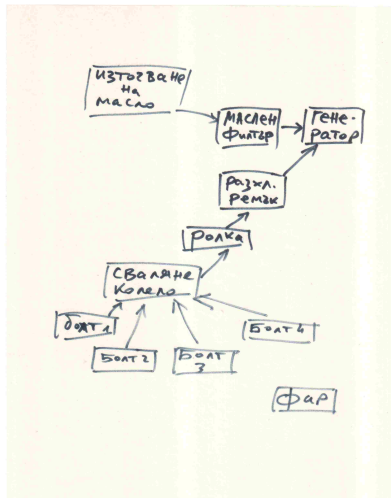 източване
на
масло
маслен
филтър
гене-
ратор
разхл.
ремък
ролка
сваляне
колело
болт 1
Болт 2
Болт
3
Болт 4
фар